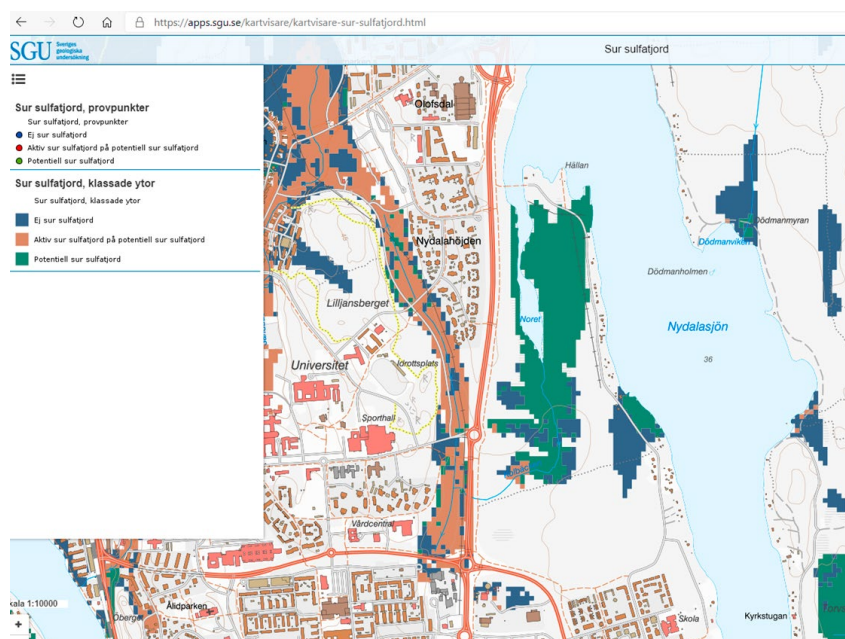 https://apps.sgu.se/kartvisare/kartvisare-sur-sulfatjord.html
SGU Sveriges geologiska undersökning
Sur sulfatjord
Sur sulfatjord, provpunkter
Sur sulfatjord, provpunkter
Ej sur sulfatjord
Aktiv sur sulfatjord på potentiell sur sulfatjord
Potentiell sur sulfatjord
Sur sulfatjord, klassade ytor
Sur sulfatjord, klassade ytor
Ej sur sulfatjord
Aktiv sur sulfatjord på potentiell sur sulfatjord
Potentiell sur sulfatjord
Olofsdal
Hällan
Dödmanmyran
Nydalahöjden
Dödmanviken
Dödmanholmen
Lilljansberget
Noret
Nydalasjön
36
Universitet
Idrottsplats
Sporthall
Vårdcentral
kala 1:10000
Ålidparken
Skola
Kyrkstugan
+